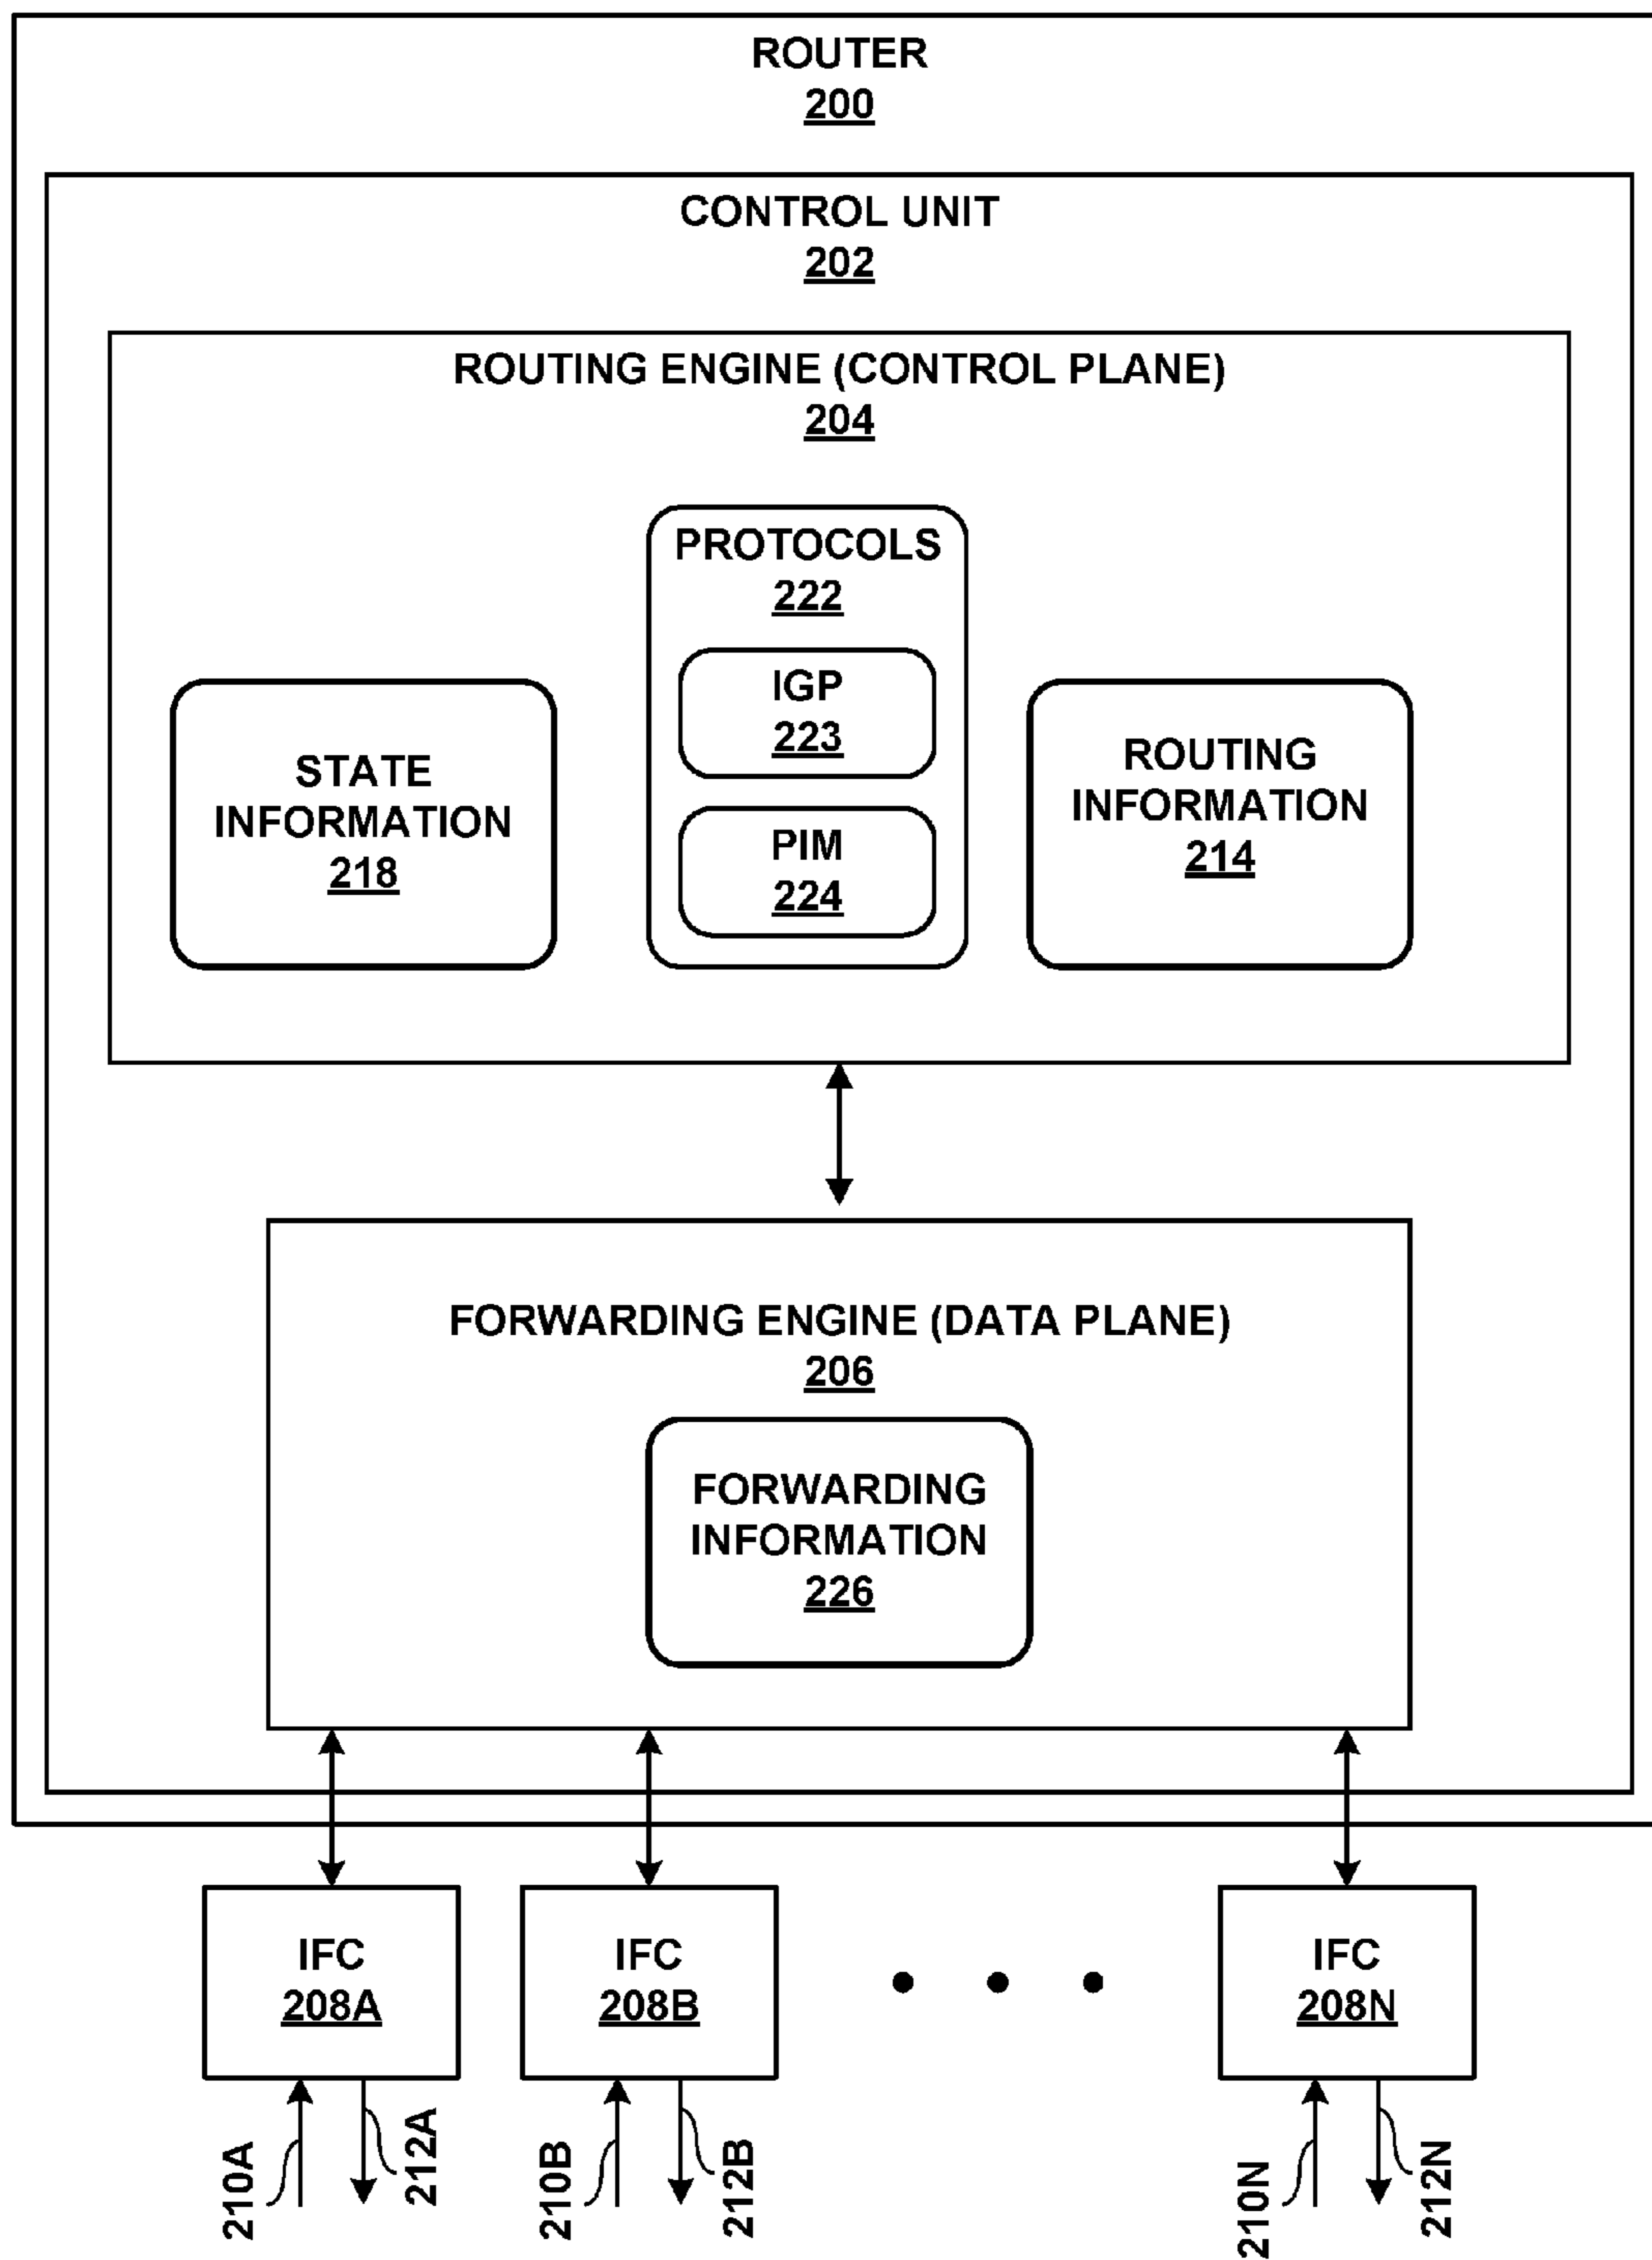 ROUTER
200
CONTROL UNIT
202
ROUTING ENGINE (CONTROL PLANE)
204
PROTOCOLS
222
IGP
223
PIM
224
STATE
INFORMATION
218
ROUTING
INFORMATION
214
FORWARDING ENGINE (DATA PLANE)
206
FORWARDING
INFORMATION
226
IFC
208A
IFC
208B
IFC
208N
210A
212A
210B
212B
210N
212N